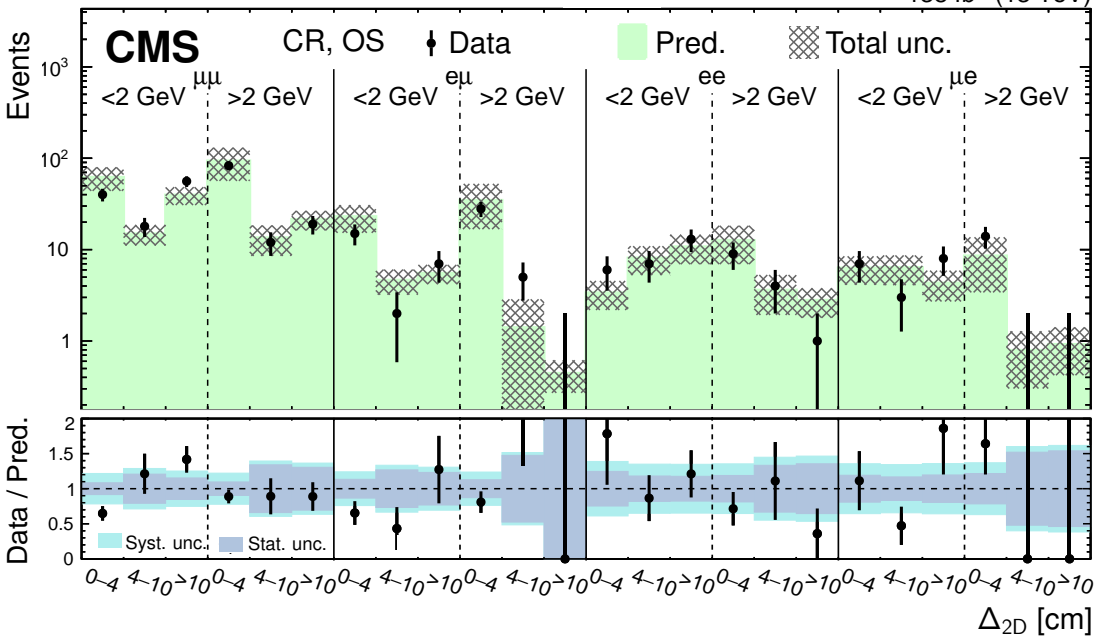 CMS CR, OS Data Pred. Total unc.
Events
10³
10²
10
1
μμ eμ ee μe
<2 GeV >2 GeV <2 GeV >2 GeV <2 GeV >2 GeV <2 GeV >2 GeV
Data / Pred.
2
1.5
1
0.5
0
Syst. unc. Stat. unc.
0–4 4–10 >10 0–4 4–10 >10 0–4 4–10 >10 0–4 4–10 >10 0–4 4–10 >10 0–4 4–10 >10 0–4 4–10 >10 0–4 4–10 >10
Δ2D [cm]